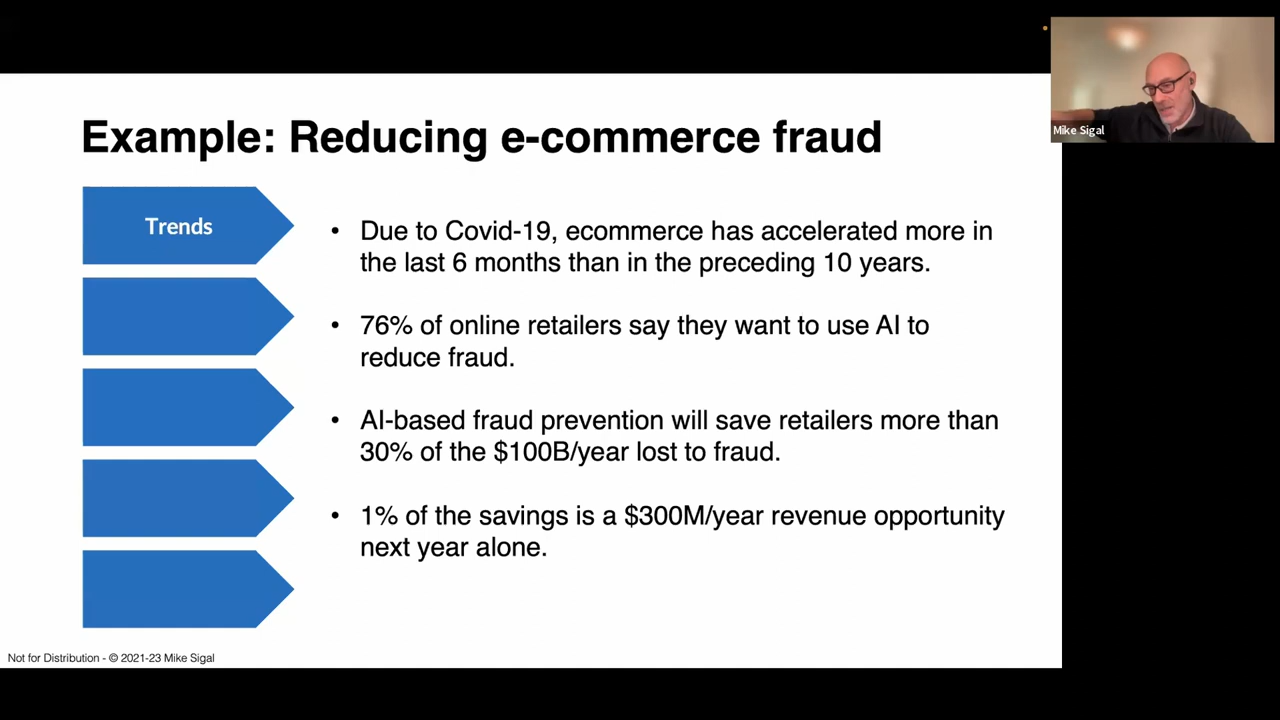 Mike Sigal
Example: Reducing e-commerce fraud
Trends
• Due to Covid-19, ecommerce has accelerated more in
the last 6 months than in the preceding 10 years.
• 76% of online retailers say they want to use AI to
reduce fraud.
• AI-based fraud prevention will save retailers more than
30% of the $100B/year lost to fraud.
• 1% of the savings is a $300M/year revenue opportunity
next year alone.
Not for Distribution - © 2021-23 Mike Sigal